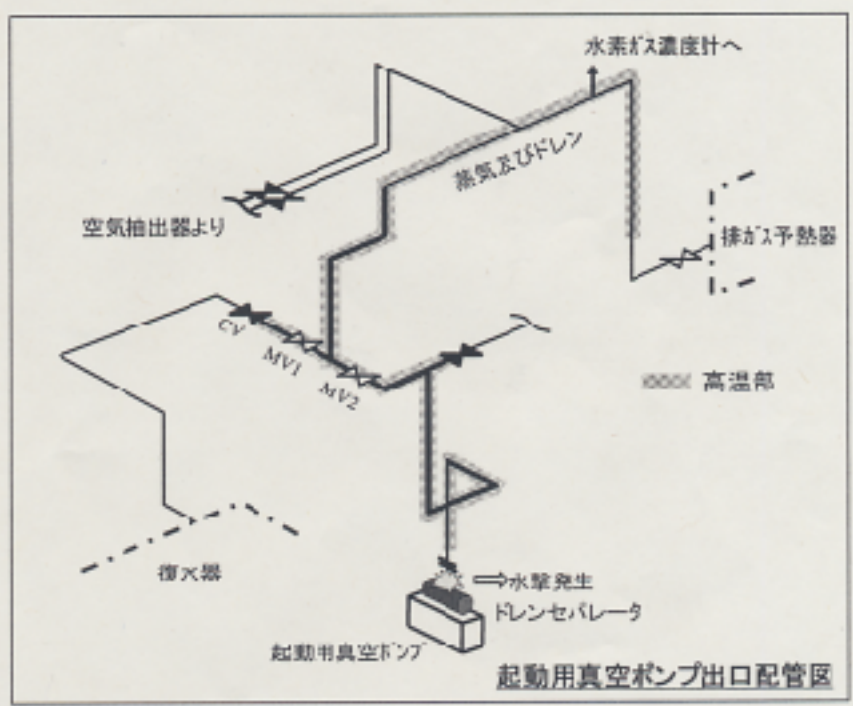 水素ガス濃度計へ
蒸気及びドレン
空気抽出器より
排ガス予熱器
CV
MV1
MV2
高温部
復水器
⇒水撃発生
ドレンセパレータ
起動用真空ポンプ
起動用真空ポンプ出口配管図